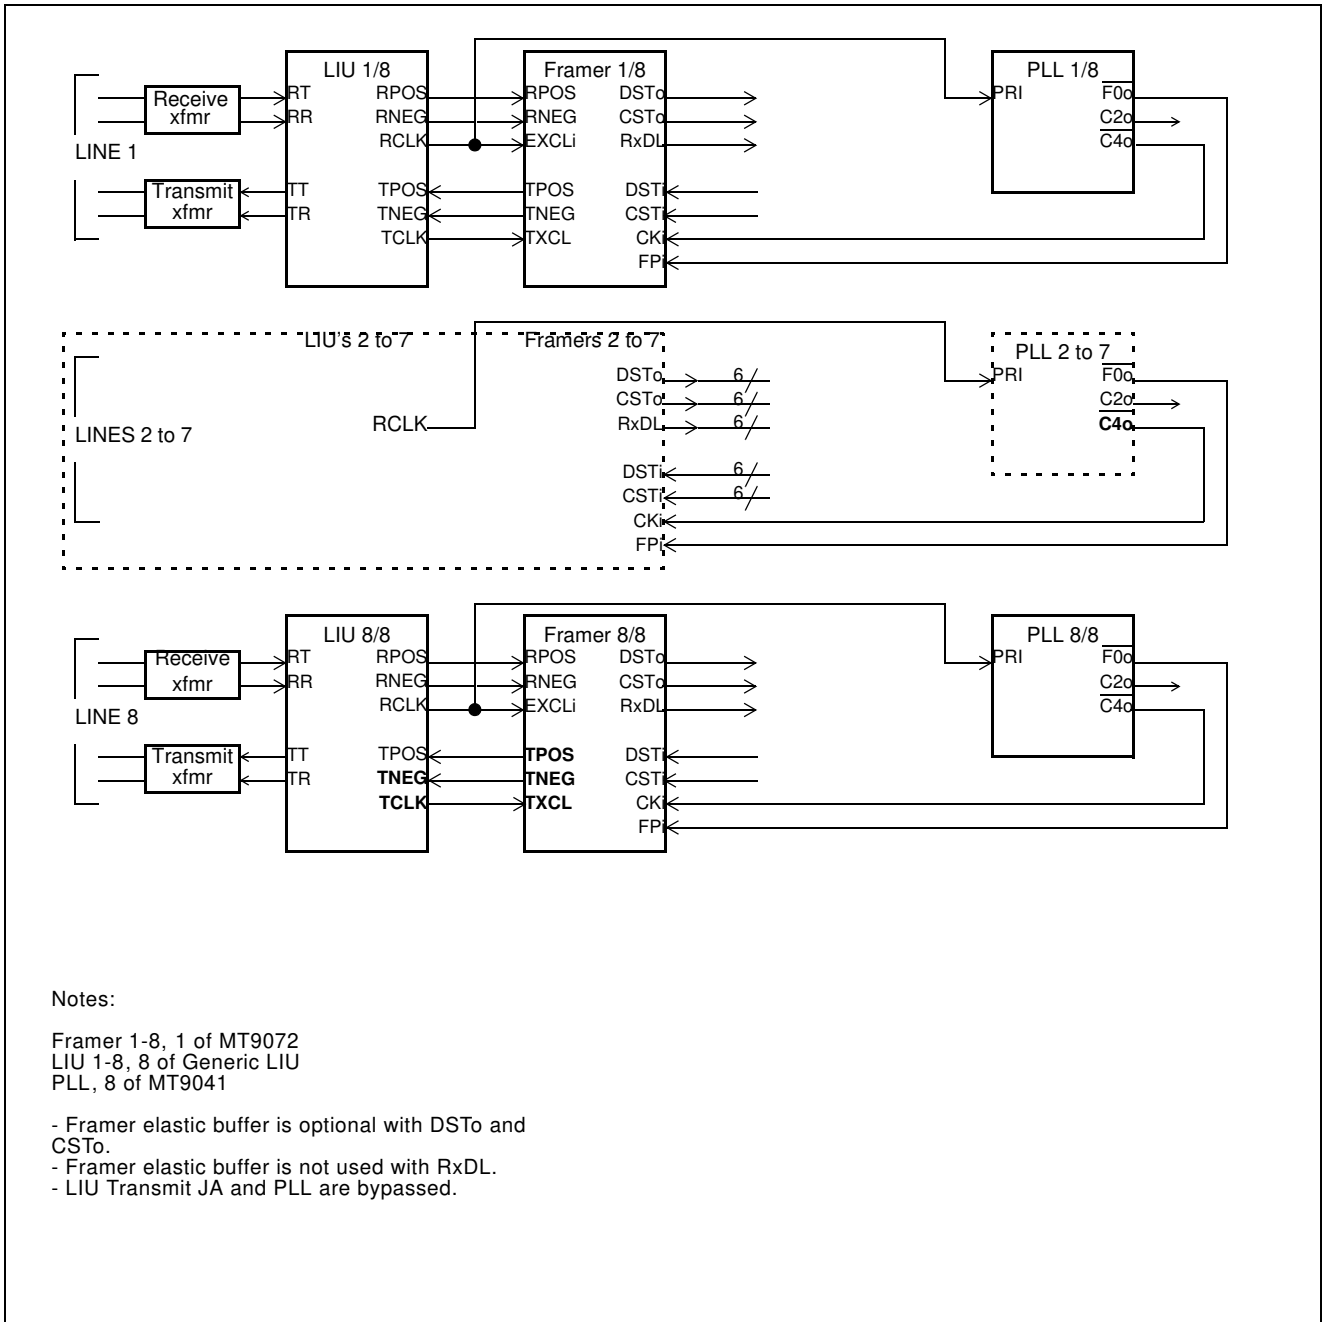 LIU 1/8 Framer 1/8 PLL 1/8
Receive xfmr RT RPOS RPOS DSTo PRI F0o
RR RNEG RNEG CSTo C2o
RCLK EXCLi RxDL C4o
LINE 1
Transmit xfmr TT TPOS TPOS DSTi
TR TNEG TNEG CSTi
TCLK TXCL CKi
FPi
LIU's 2 to 7 Framers 2 to 7 PLL 2 to 7
DSTo 6 PRI F0o
CSTo 6 C2o
RCLK RxDL 6 C4o
LINES 2 to 7
DSTi 6
CSTi 6
CKi
FPi
LIU 8/8 Framer 8/8 PLL 8/8
Receive xfmr RT RPOS RPOS DSTo PRI F0o
RR RNEG RNEG CSTo C2o
RCLK EXCLi RxDL C4o
LINE 8
Transmit xfmr TT TPOS TPOS DSTi
TR TNEG TNEG CSTi
TCLK TXCL CKi
FPi
Notes:
Framer 1-8, 1 of MT9072
LIU 1-8, 8 of Generic LIU
PLL, 8 of MT9041
- Framer elastic buffer is optional with DSTo and
CSTo.
- Framer elastic buffer is not used with RxDL.
- LIU Transmit JA and PLL are bypassed.